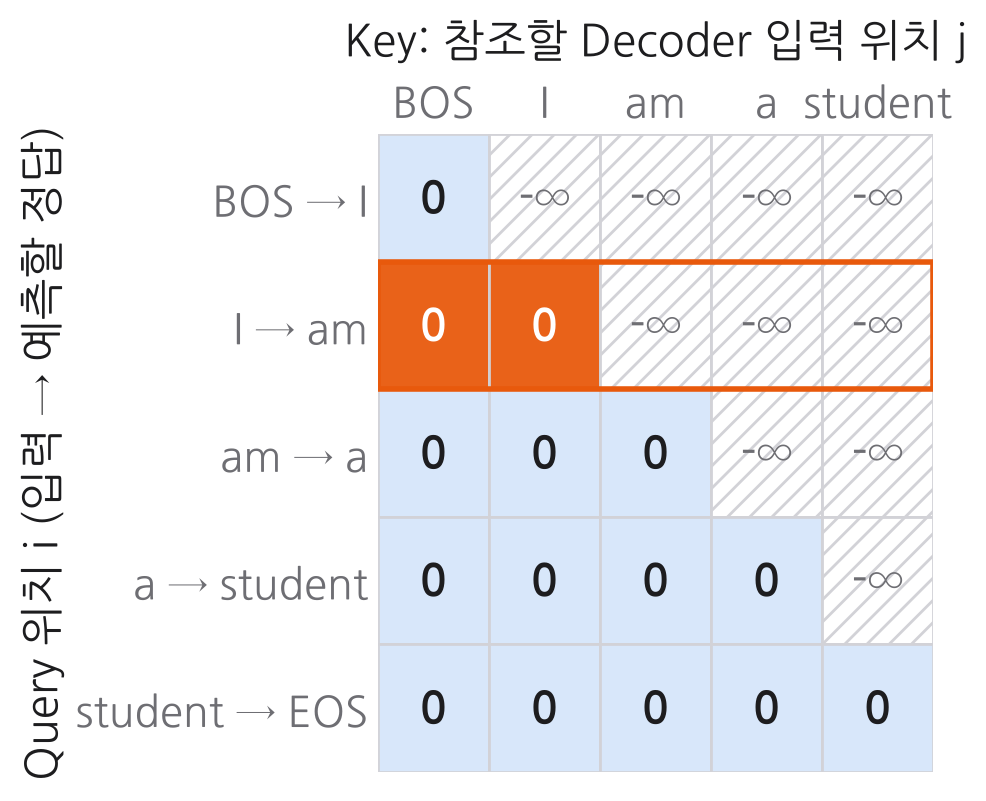 Key: 참조할 Decoder 입력 위치 j
BOS I am a student
Query 위치 i (입력 → 예측할 정답)
BOS → I 0 -∞ -∞ -∞ -∞
I → am 0 0 -∞ -∞ -∞
am → a 0 0 0 -∞ -∞
a → student 0 0 0 0 -∞
student → EOS 0 0 0 0 0